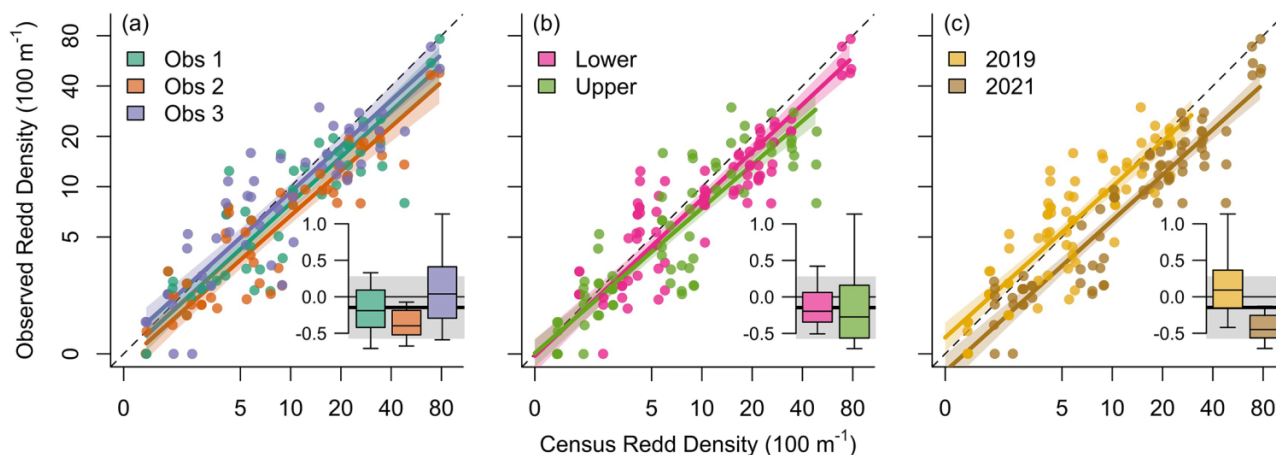 Observed Redd Density (100 m⁻¹)
(a)
Obs 1
Obs 2
Obs 3
80
40
20
10
5
0
1.0
0.5
0.0
-0.5
0 5 10 20 40 80
(b)
Lower
Upper
1.0
0.5
0.0
-0.5
0 5 10 20 40 80
(c)
2019
2021
1.0
0.5
0.0
-0.5
0 5 10 20 40 80
Census Redd Density (100 m⁻¹)